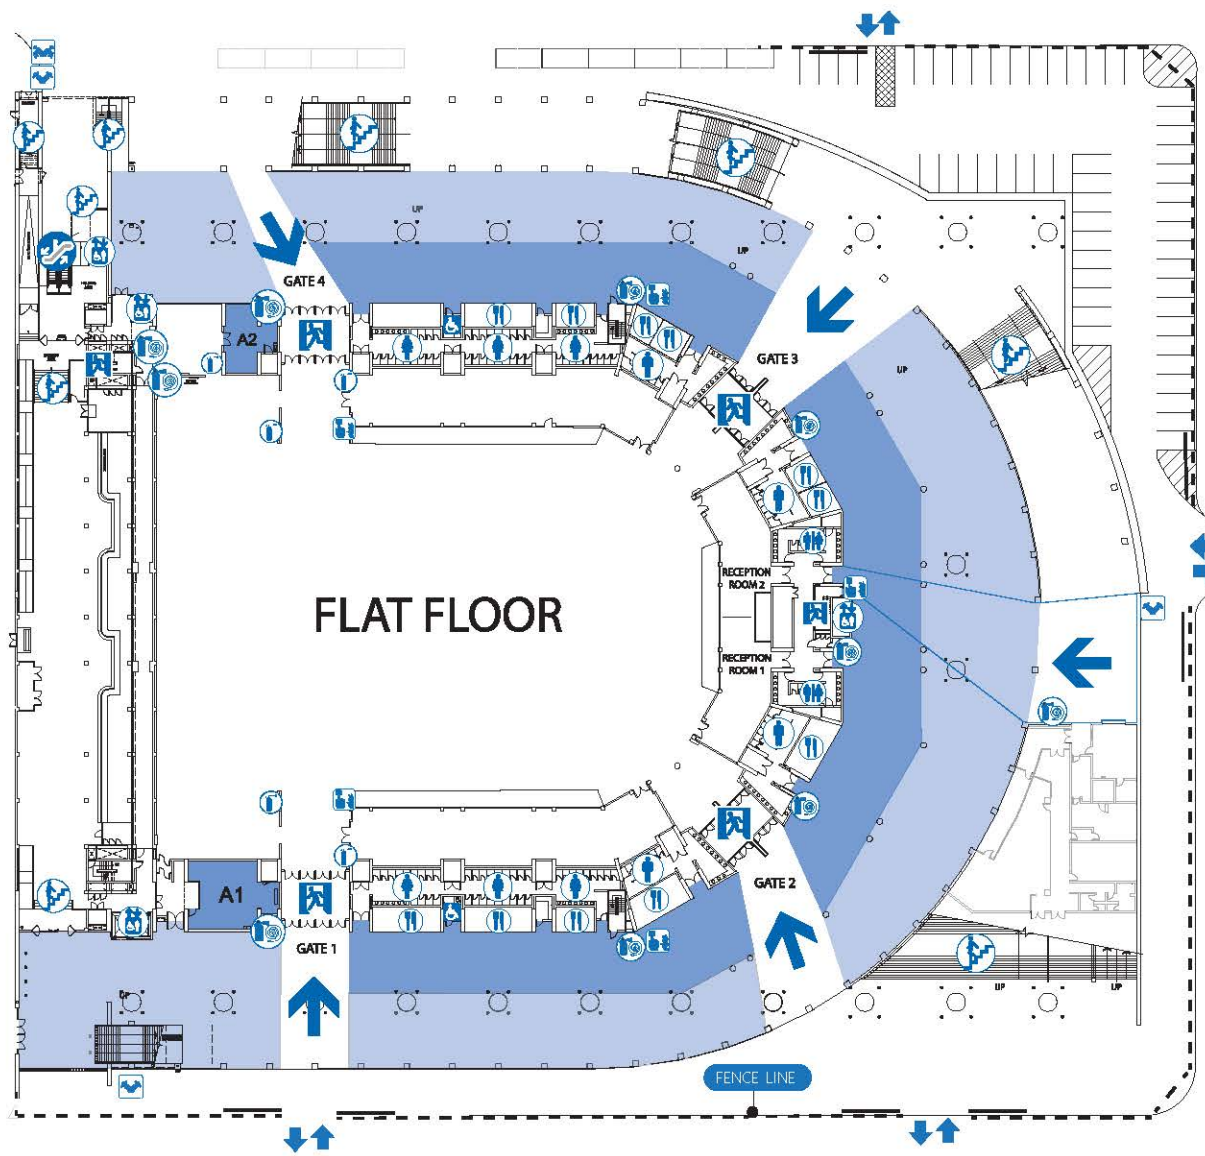 UP
UP
GATE 4
A2
GATE 3
UP
RECEPTION
ROOM 2
FLAT FLOOR
RECEPTION
ROOM 1
A1
GATE 2
GATE 1
UP
UP
UP
FENCE LINE